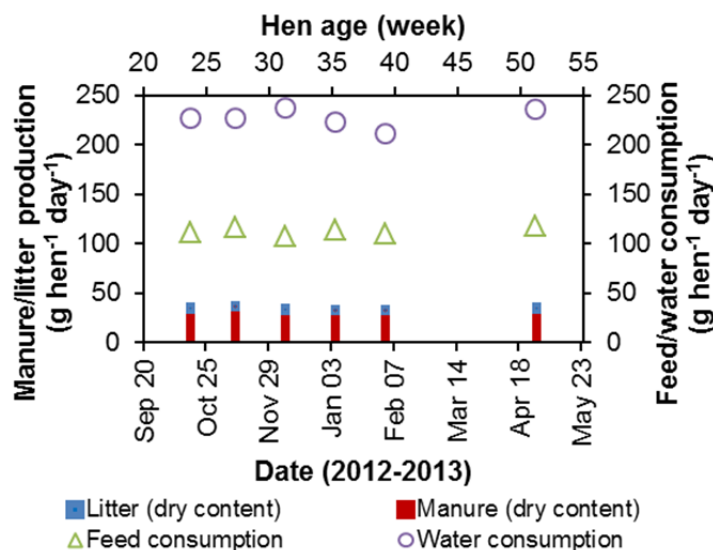 Hen age (week)
20 25 30 35 40 45 50 55
Manure/litter production
(g hen⁻¹ day⁻¹)
250 250
200 200
150 150
100 100
50 50
0 0
Feed/water consumption
(g hen⁻¹ day⁻¹)
Sep 20 Oct 25 Nov 29 Jan 03 Feb 07 Mar 14 Apr 18 May 23
Date (2012-2013)
Litter (dry content) Manure (dry content)
Feed consumption Water consumption